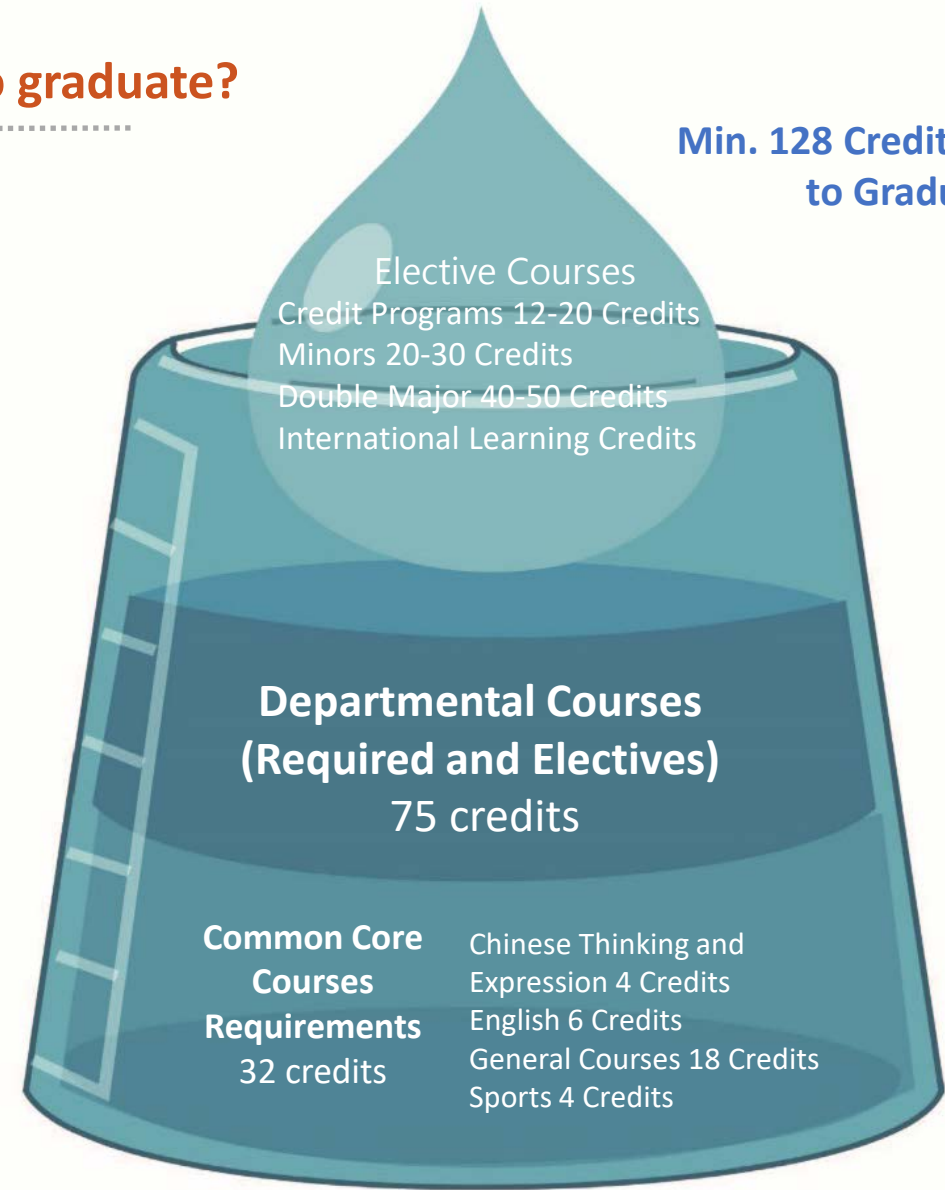 o graduate?
Min. 128 Credit
to Gradu
Elective Courses
Credit Programs 12-20 Credits
Minors 20-30 Credits
Double Major 40-50 Credits
International Learning Credits
Departmental Courses
(Required and Electives)
75 credits
Common Core
Courses
Requirements
32 credits
Chinese Thinking and
Expression 4 Credits
English 6 Credits
General Courses 18 Credits
Sports 4 Credits